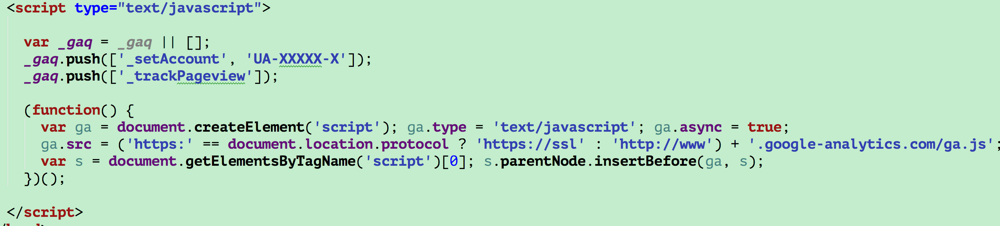 <script type="text/javascript">
var _gaq = _gaq || [];
_gaq.push(['_setAccount', 'UA-XXXXX-X']);
_gaq.push(['_trackPageview']);
(function() {
var ga = document.createElement('script'); ga.type = 'text/javascript'; ga.async = true;
ga.src = ('https:' == document.location.protocol ? 'https://ssl' : 'http://www') + '.google-analytics.com/ga.js';
var s = document.getElementsByTagName('script')[0]; s.parentNode.insertBefore(ga, s);
})();
</script>